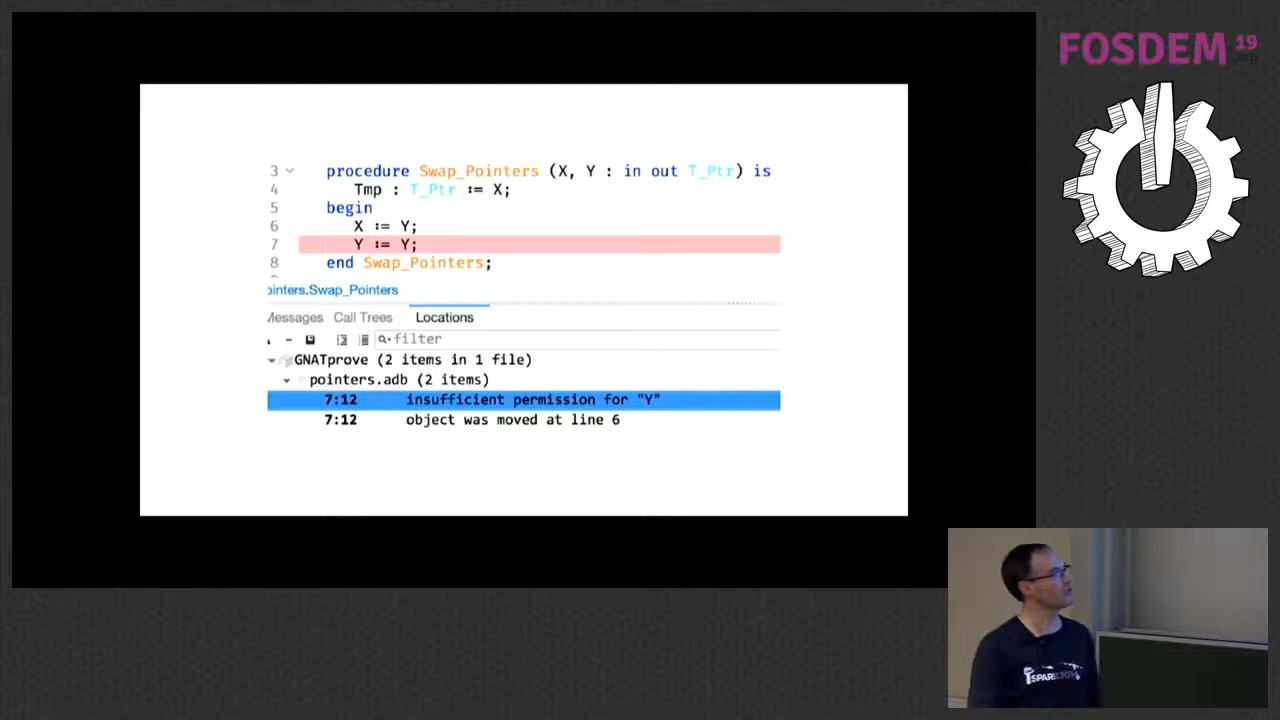 FOSDEM 19
3 procedure Swap_Pointers (X, Y : in out T_Ptr) is
4 Tmp : T_Ptr := X;
5 begin
6 X := Y;
7 Y := Y;
8 end Swap_Pointers;
ointers.Swap_Pointers
Messages Call Trees Locations
filter
GNATprove (2 items in 1 file)
pointers.adb (2 items)
7:12 insufficient permission for "Y"
7:12 object was moved at line 6